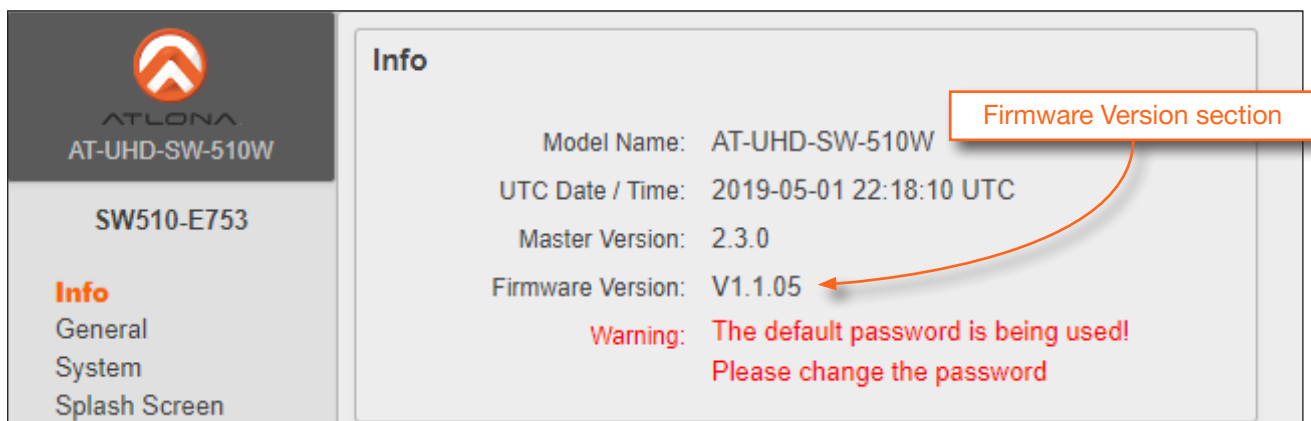 ATLONA
AT-UHD-SW-510W
SW510-E753
Info
General
System
Splash Screen
Info
Firmware Version section
Model Name: AT-UHD-SW-510W
UTC Date / Time: 2019-05-01 22:18:10 UTC
Master Version: 2.3.0
Firmware Version: V1.1.05
Warning: The default password is being used!
Please change the password